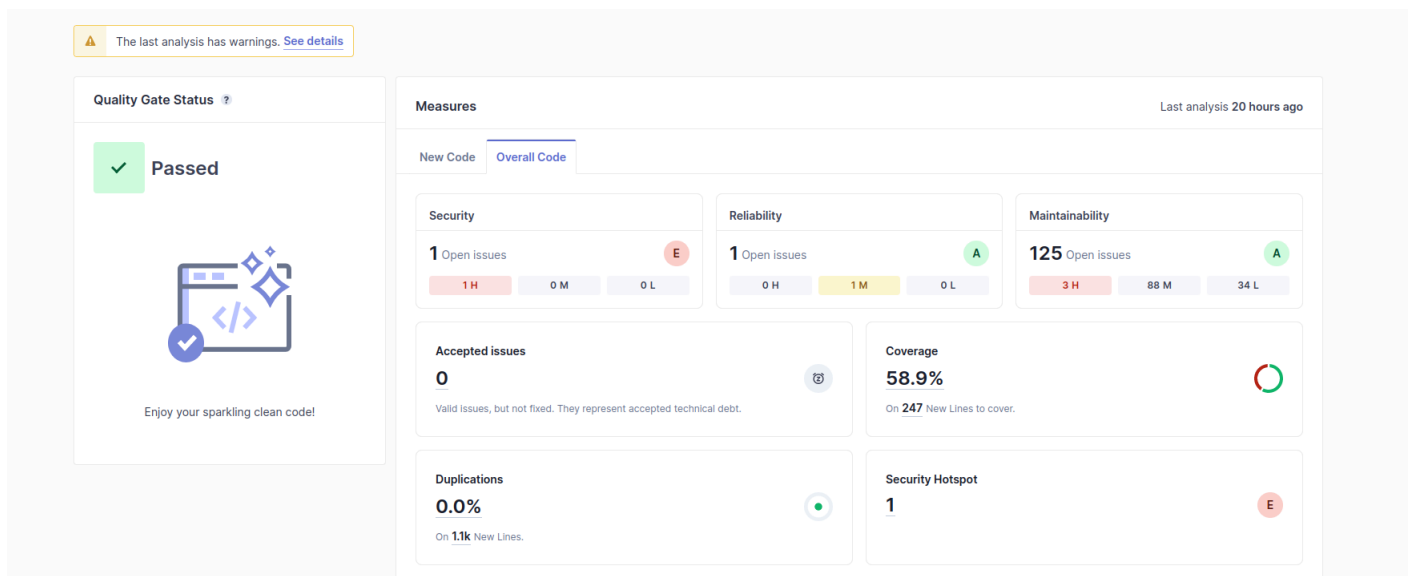 The last analysis has warnings. See details
Quality Gate Status ?
Passed
</>
Enjoy your sparkling clean code!
Measures
Last analysis 20 hours ago
New Code Overall Code
Security
1 Open issues E
1 H 0 M 0 L
Reliability
1 Open issues A
0 H 1 M 0 L
Maintainability
125 Open issues A
3 H 88 M 34 L
Accepted issues
0
Valid issues, but not fixed. They represent accepted technical debt.
Coverage
58.9%
On 247 New Lines to cover.
Duplications
0.0%
On 1.1k New Lines.
Security Hotspot
1 E